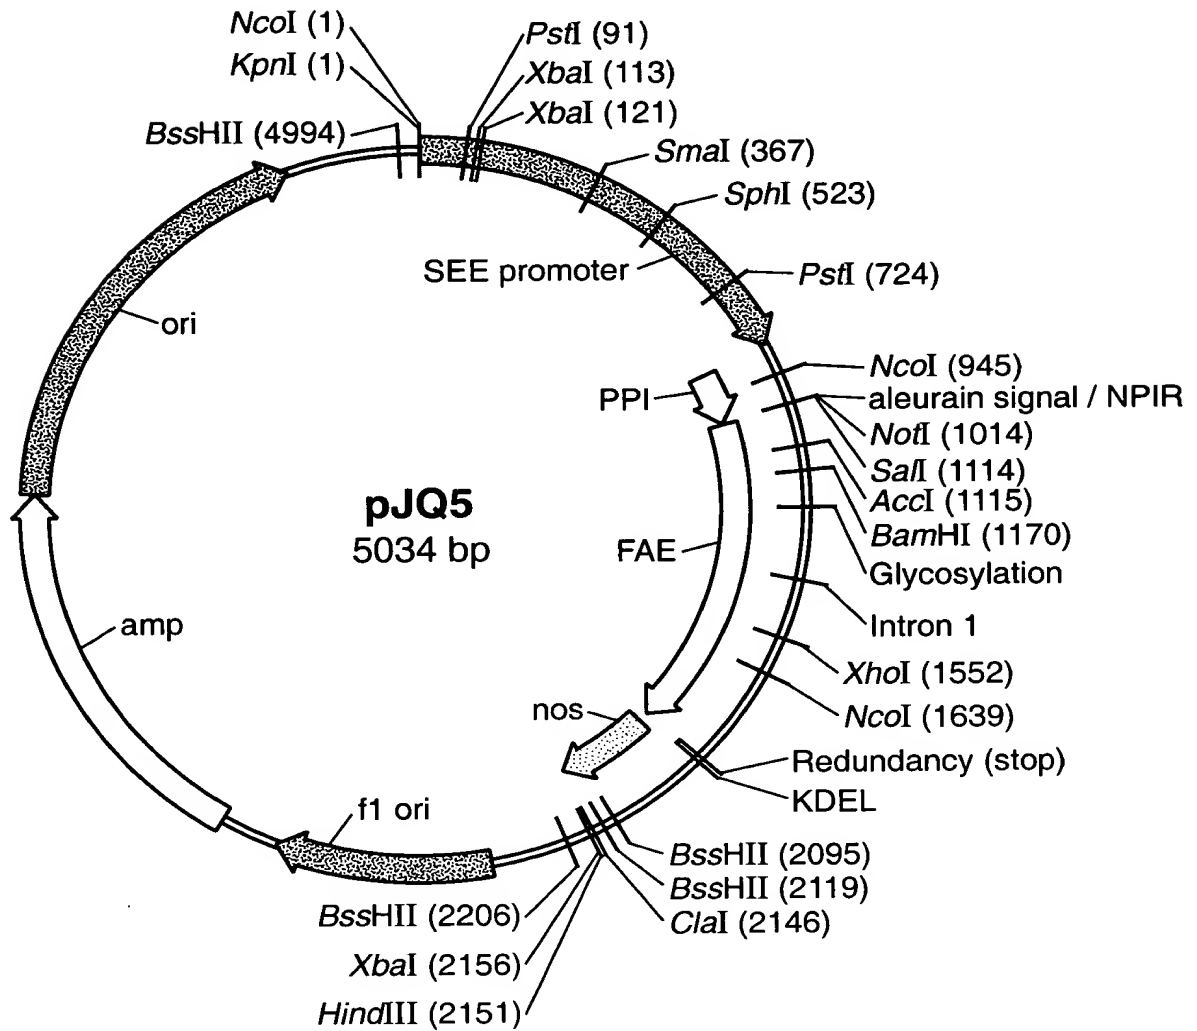 NcoI (1)
KpnI (1)
BssHII (4994)
PstI (91)
XbaI (113)
XbaI (121)
SmaI (367)
SphI (523)
SEE promoter
PstI (724)
ori
NcoI (945)
aleurain signal / NPIR
PPI
NotI (1014)
SalI (1114)
AccI (1115)
BamHI (1170)
pJQ5
5034 bp
FAE
Glycosylation
amp
Intron 1
XhoI (1552)
NcoI (1639)
nos
Redundancy (stop)
KDEL
f1 ori
BssHII (2095)
BssHII (2119)
ClaI (2146)
BssHII (2206)
XbaI (2156)
HindIII (2151)